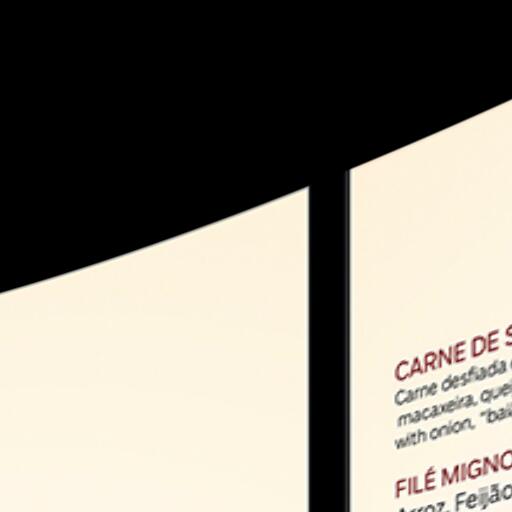 CARNE DE S
Carne desfiada
macaxeira, quei
with onion, "bai
FILÉ MIGNO
Arroz, Feijão